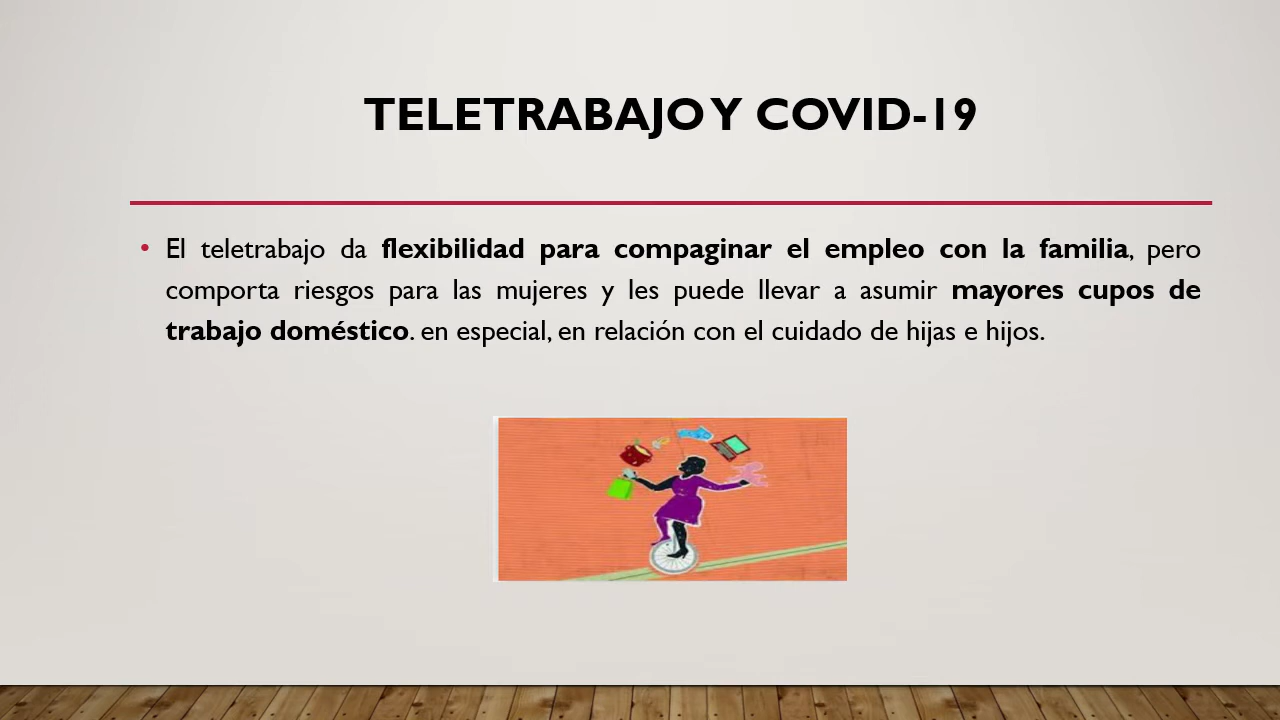 TELETRABAJO Y COVID-19
• El teletrabajo da flexibilidad para compaginar el empleo con la familia, pero
comporta riesgos para las mujeres y les puede llevar a asumir mayores cupos de
trabajo doméstico. en especial, en relación con el cuidado de hijas e hijos.